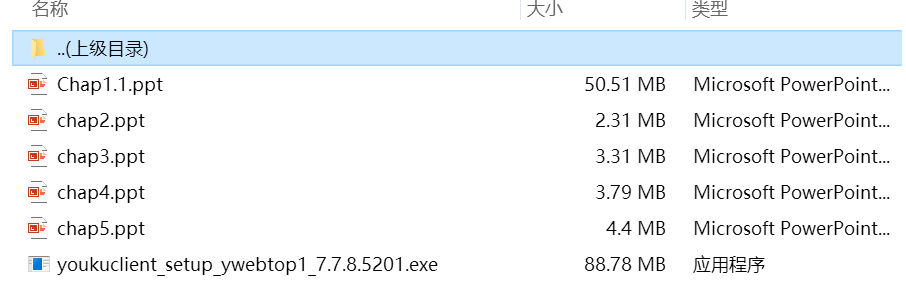 名称 大小 类型
..(上级目录)
Chap1.1.ppt 50.51 MB Microsoft PowerPoint...
chap2.ppt 2.31 MB Microsoft PowerPoint...
chap3.ppt 3.31 MB Microsoft PowerPoint...
chap4.ppt 3.79 MB Microsoft PowerPoint...
chap5.ppt 4.4 MB Microsoft PowerPoint...
youkuclient_setup_ywebtop1_7.7.8.5201.exe 88.78 MB 应用程序